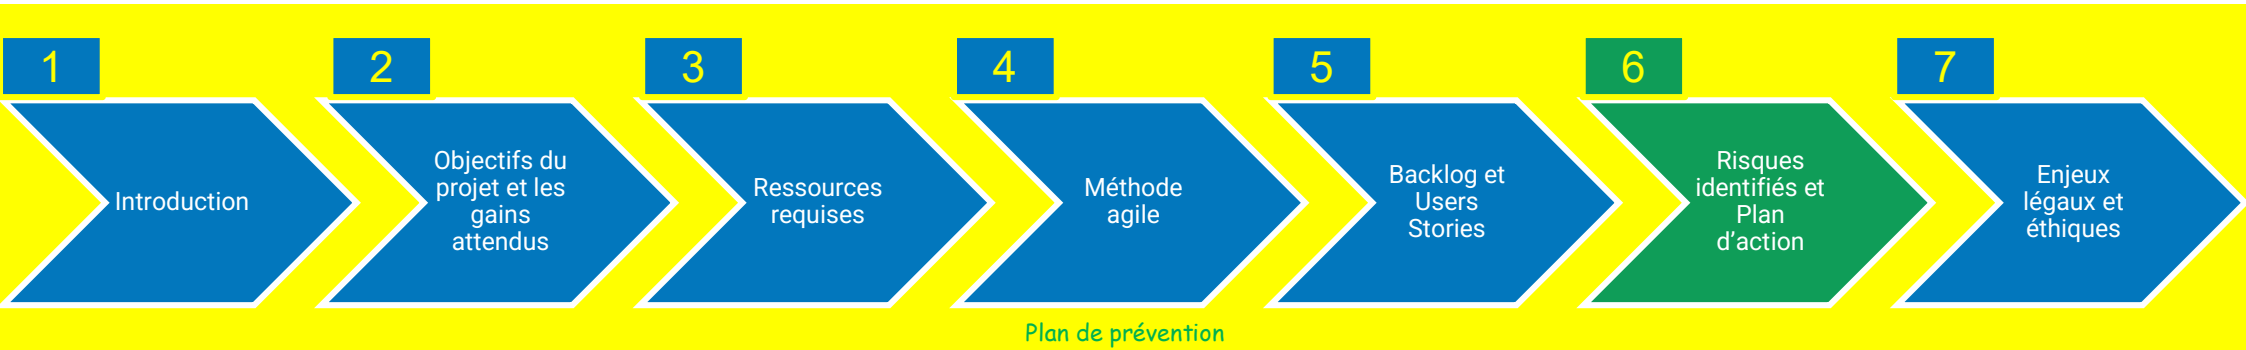 1
2
3
4
5
6
7
Introduction
Objectifs du
projet et les
gains
attendus
Ressources
requises
Méthode
agile
Backlog et
Users
Stories
Risques
identifiés et
Plan
d’action
Enjeux
légaux et
éthiques
Plan de prévention